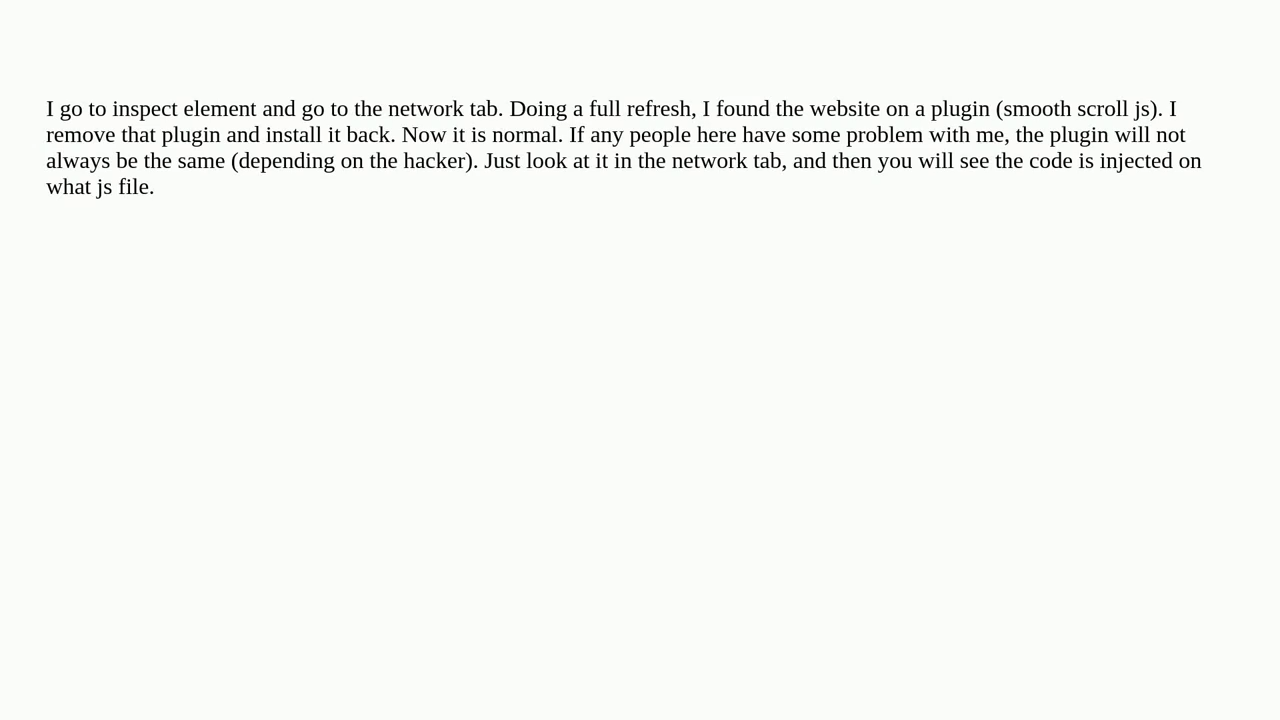 I go to inspect element and go to the network tab. Doing a full refresh, I found the website on a plugin (smooth scroll js). I
remove that plugin and install it back. Now it is normal. If any people here have some problem with me, the plugin will not
always be the same (depending on the hacker). Just look at it in the network tab, and then you will see the code is injected on
what js file.